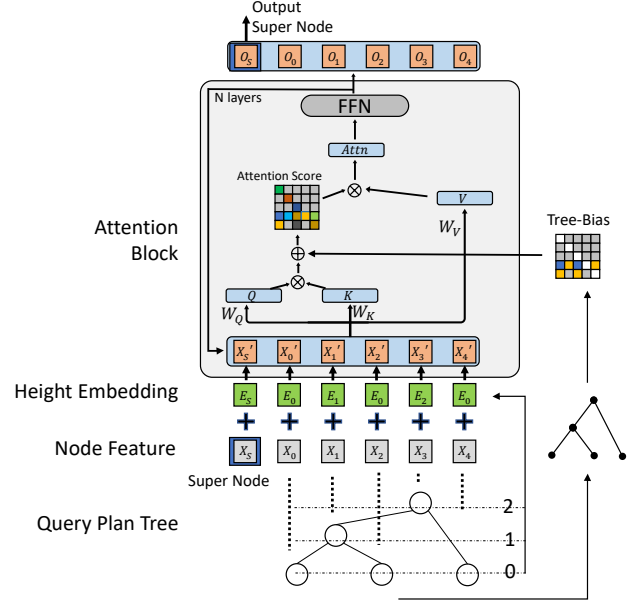 Output
Super Node
O_S O_0 O_1 O_2 O_3 O_4
N layers
FFN
Attn
Attention Score
V
Tree-Bias
W_V
Attention
Block
Q K
W_Q W_K
X_S' X_0' X_1' X_2' X_3' X_4'
Height Embedding E_S E_0 E_1 E_0 E_2 E_0
+ + + + + +
Node Feature X_S X_0 X_1 X_2 X_3 X_4
Super Node
2
Query Plan Tree
1
0